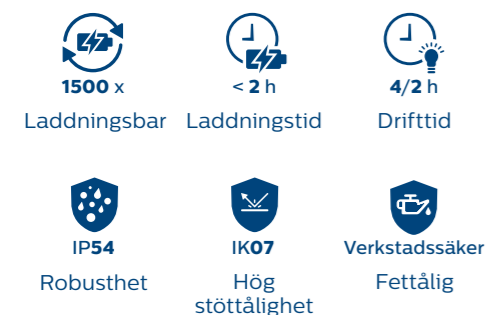 1500 x
< 2 h
4/2 h
Laddningsbar
Laddningstid
Drifttid
IP54
IK07
Verkstadssäker
Robusthet
Hög
stöttålighet
Fettålig